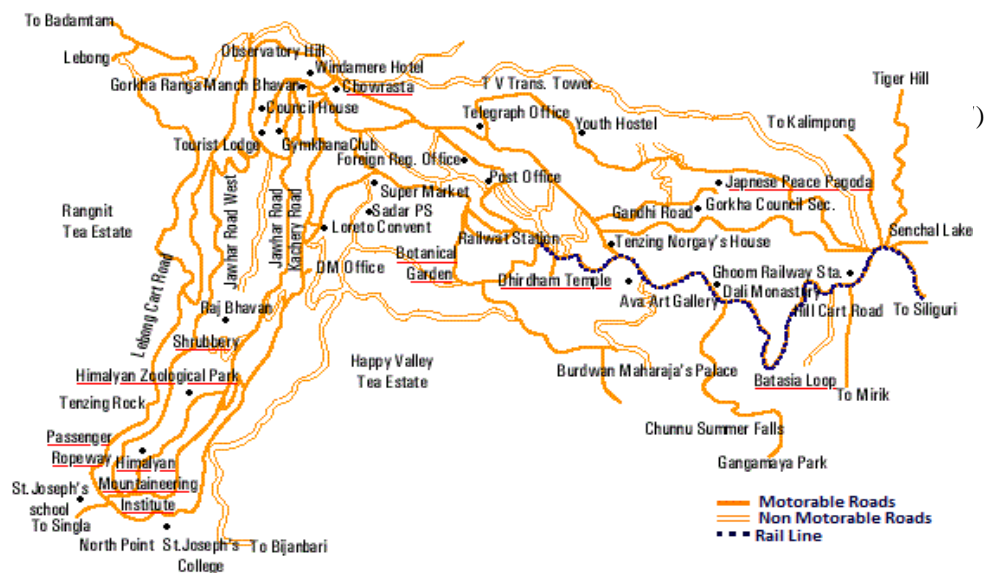 To Badamtam
Lebong
Observatory Hill
Windamere Hotel
Gorkha Ranga Manch Bhavan
Chowrasta
T V Trans. Tower
Tiger Hill
Council House
Telegraph Office
To Kalimpong
)
Youth Hostel
Tourist Lodge
GymkhanaClub
Foreign Reg. Office
Post Office
Japnese Peace Pagoda
Super Market
Rangnit
Tea Estate
Jawhar Road West
Jawhar Road
Kachery Road
Sadar PS
Gandhi Road
Gorkha Council Sec.
Loreto Convent
Senchal Lake
Railwat Station
Tenzing Norgay's House
Botanical
Garden
DM Office
Dhirdham Temple
Ghoom Railway Sta.
Ava Art Gallery
Dali Monastery
Hill Cart Road
To Siliguri
Lebong Cart Road
Raj Bhavan
Shrubbery
Happy Valley
Tea Estate
Burdwan Maharaja's Palace
Batasia Loop
To Mirik
Himalyan Zoological Park
Tenzing Rock
Chunnu Summer Falls
Passenger
Ropeway
Himalyan
Mountaineering
Institute
Gangamaya Park
St.Joseph's
school
To Singla
North Point
St.Joseph's
College
To Bijanbari
Motorable Roads
Non Motorable Roads
Rail Line